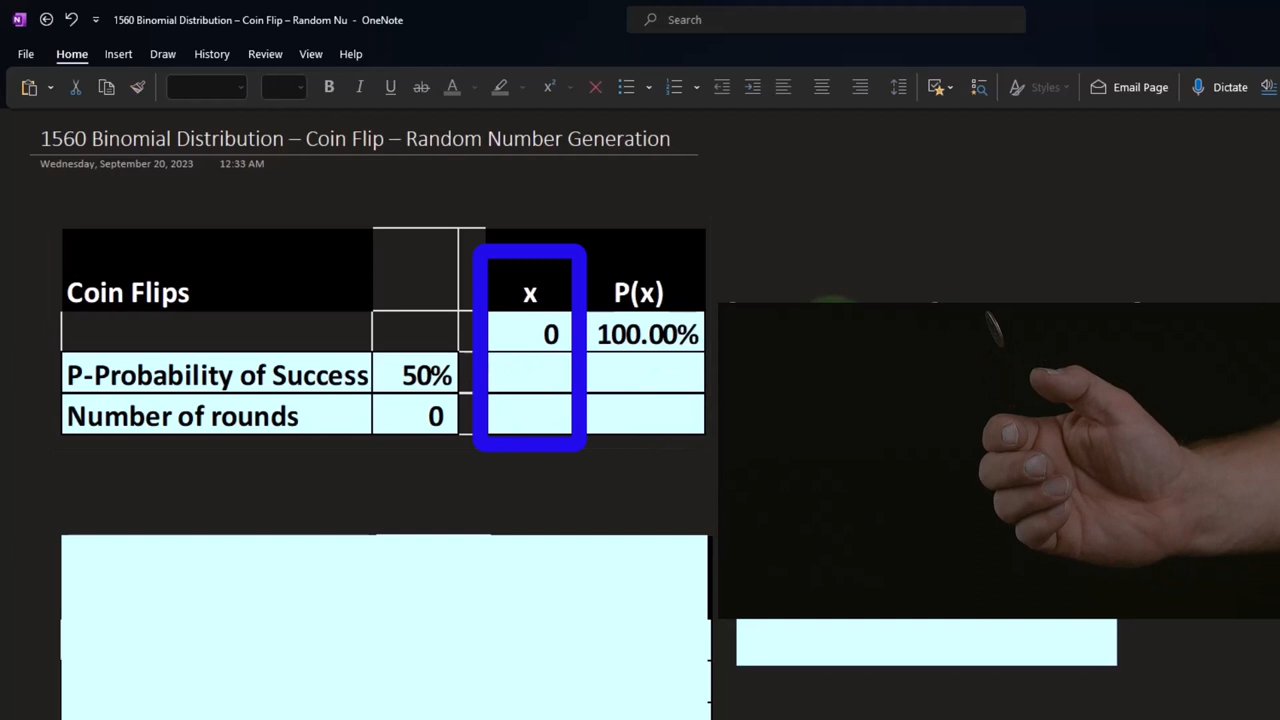 1560 Binomial Distribution – Coin Flip – Random Nu - OneNote
Search
File Home Insert Draw History Review View Help
B I U ab A x² A Styles Email Page Dictate
1560 Binomial Distribution – Coin Flip – Random Number Generation
Wednesday, September 20, 2023 12:33 AM
Coin Flips x P(x)
0 100.00%
P-Probability of Success 50%
Number of rounds 0